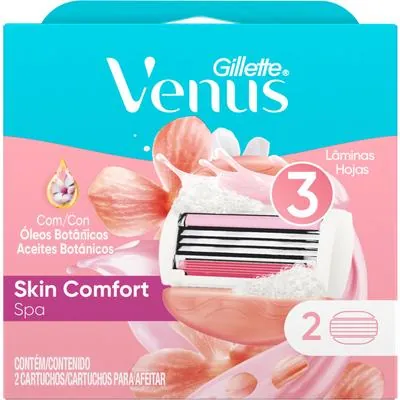 Gillette®
Venus
3
Lâminas
Hojas
Com/Con
Óleos Botânicos
Aceites Botánicos
Skin Comfort
Spa
2
CONTÉM/CONTENIDO
2 CARTUCHOS/CARTUCHOS PARA AFEITAR